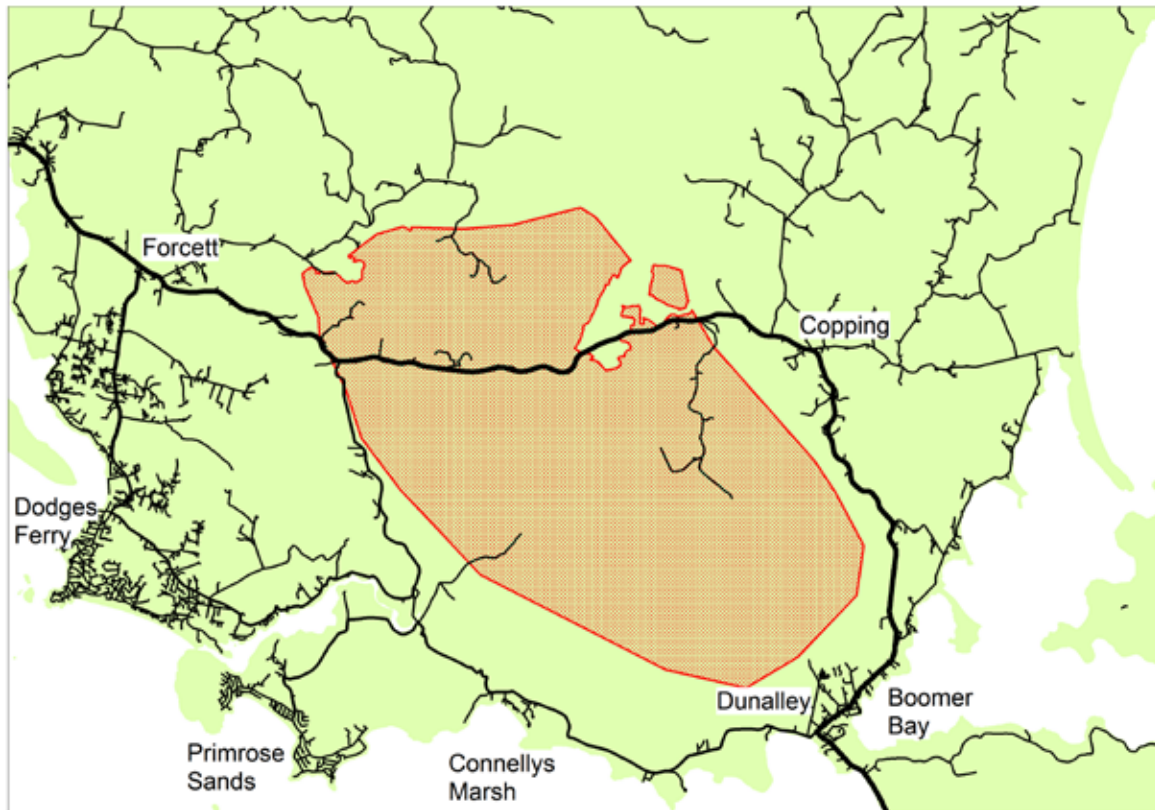 Forcett
Copping
Dodges
Ferry
Dunalley
Boomer
Bay
Primrose
Sands
Connellys
Marsh